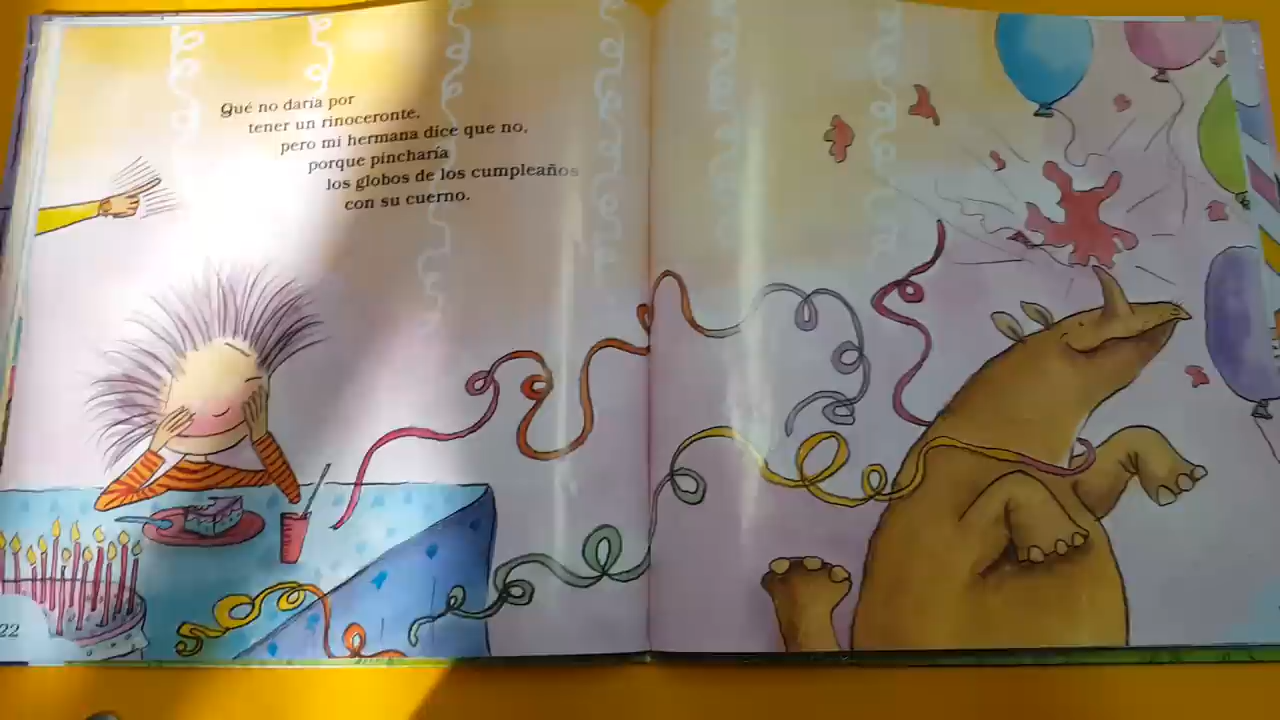 Qué no daría por
tener un rinoceronte,
pero mi hermana dice que no,
porque pincharía
los globos de los cumpleaños
con su cuerno.
22